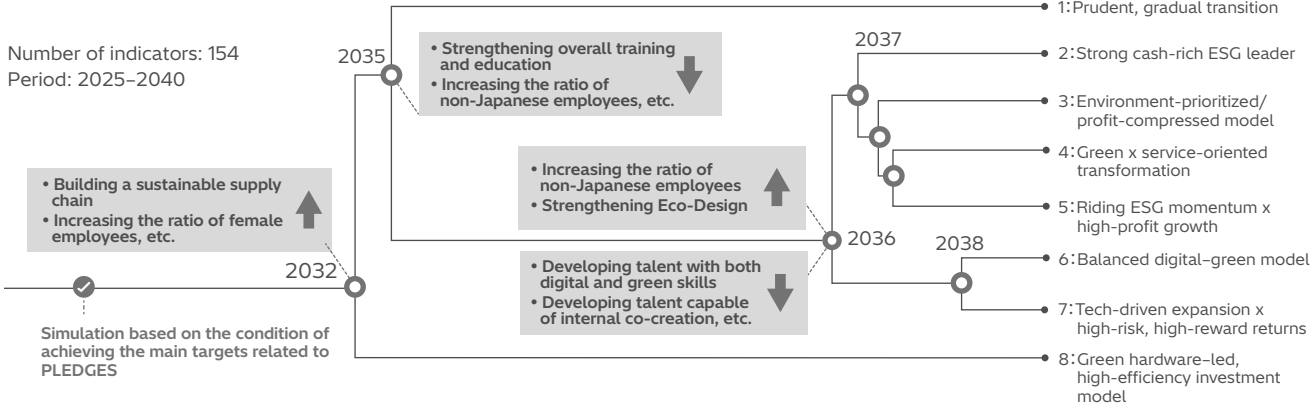 Number of indicators: 154
Period: 2025–2040
2035
• Strengthening overall training
and education
• Increasing the ratio of
non-Japanese employees, etc.
• Building a sustainable supply
chain
• Increasing the ratio of female
employees, etc.
2032
Simulation based on the condition of
achieving the main targets related to
PLEDGES
• Increasing the ratio of
non-Japanese employees
• Strengthening Eco-Design
2036
• Developing talent with both
digital and green skills
• Developing talent capable
of internal co-creation, etc.
2037
2038
1:Prudent, gradual transition
2:Strong cash-rich ESG leader
3:Environment-prioritized/
profit-compressed model
4:Green x service-oriented
transformation
5:Riding ESG momentum x
high-profit growth
6:Balanced digital–green model
7:Tech-driven expansion x
high-risk, high-reward returns
8:Green hardware–led,
high-efficiency investment
model